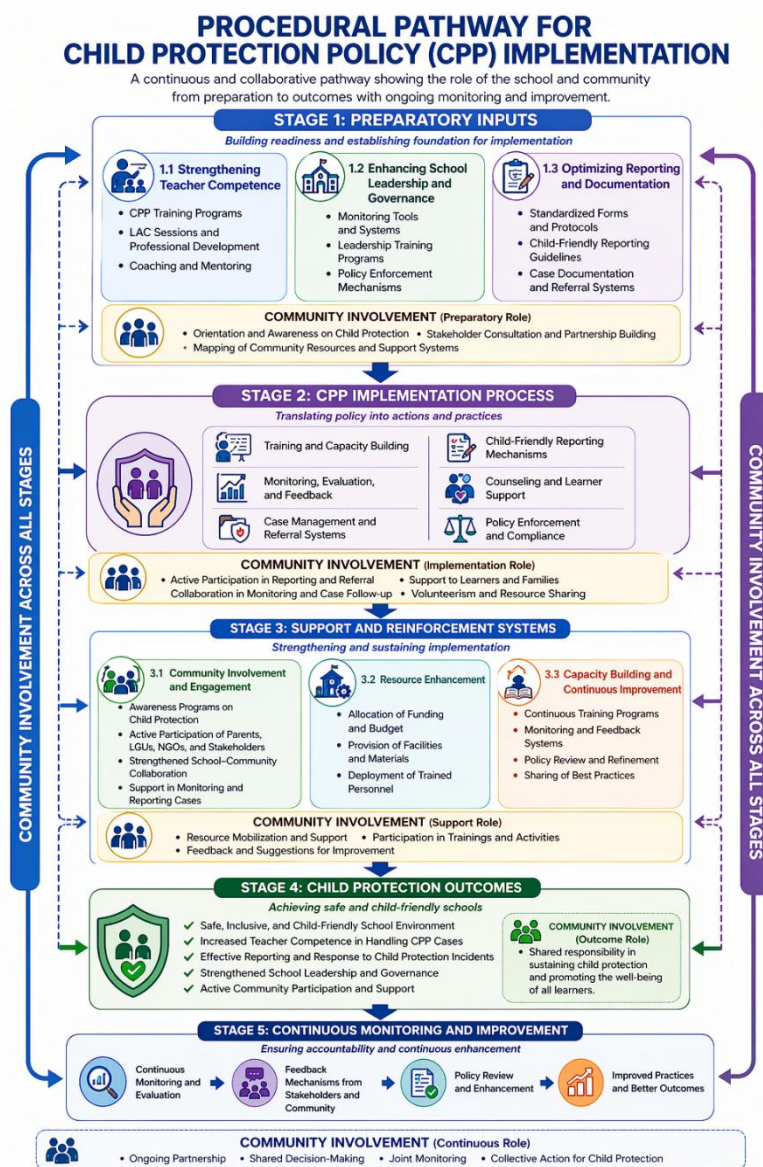 PROCEDURAL PATHWAY FOR
CHILD PROTECTION POLICY (CPP) IMPLEMENTATION
A continuous and collaborative pathway showing the role of the school and community
from preparation to outcomes with ongoing monitoring and improvement.
STAGE 1: PREPARATORY INPUTS
Building readiness and establishing foundation for implementation
1.1 Strengthening
Teacher Competence
• CPP Training Programs
• LAC Sessions and
Professional Development
• Coaching and Mentoring
1.2 Enhancing School
Leadership and
Governance
• Monitoring Tools
and Systems
• Leadership Training
Programs
• Policy Enforcement
Mechanisms
1.3 Optimizing Reporting
and Documentation
• Standardized Forms
and Protocols
• Child-Friendly Reporting
Guidelines
• Case Documentation
and Referral Systems
COMMUNITY INVOLVEMENT (Preparatory Role)
• Orientation and Awareness on Child Protection • Stakeholder Consultation and Partnership Building
• Mapping of Community Resources and Support Systems
STAGE 2: CPP IMPLEMENTATION PROCESS
Translating policy into actions and practices
Training and Capacity Building
Monitoring, Evaluation,
and Feedback
Case Management and
Referral Systems
Child-Friendly Reporting
Mechanisms
Counseling and Learner
Support
Policy Enforcement
and Compliance
COMMUNITY INVOLVEMENT (Implementation Role)
• Active Participation in Reporting and Referral • Support to Learners and Families
Collaboration in Monitoring and Case Follow-up • Volunteerism and Resource Sharing
STAGE 3: SUPPORT AND REINFORCEMENT SYSTEMS
Strengthening and sustaining implementation
3.1 Community Involvement
and Engagement
• Awareness Programs on
Child Protection
• Active Participation of Parents,
LGUs, NGOs, and Stakeholders
• Strengthened School–Community
Collaboration
• Support in Monitoring and
Reporting Cases
3.2 Resource Enhancement
• Allocation of Funding
and Budget
• Provision of Facilities
and Materials
• Deployment of Trained
Personnel
3.3 Capacity Building and
Continuous Improvement
• Continuous Training Programs
• Monitoring and Feedback
Systems
• Policy Review and Refinement
• Sharing of Best Practices
COMMUNITY INVOLVEMENT (Support Role)
• Resource Mobilization and Support • Participation in Trainings and Activities
• Feedback and Suggestions for Improvement
STAGE 4: CHILD PROTECTION OUTCOMES
Achieving safe and child-friendly schools
✓ Safe, Inclusive, and Child-Friendly School Environment
✓ Increased Teacher Competence in Handling CPP Cases
✓ Effective Reporting and Response to Child Protection Incidents
✓ Strengthened School Leadership and Governance
✓ Active Community Participation and Support
COMMUNITY INVOLVEMENT
(Outcome Role)
• Shared responsibility in
sustaining child protection
and promoting the well-being
of all learners.
STAGE 5: CONTINUOUS MONITORING AND IMPROVEMENT
Ensuring accountability and continuous enhancement
Continuous
Monitoring and
Evaluation
Feedback
Mechanisms from
Stakeholders and
Community
Policy Review
and Enhancement
Improved Practices
and Better Outcomes
COMMUNITY INVOLVEMENT (Continuous Role)
• Ongoing Partnership • Shared Decision-Making • Joint Monitoring • Collective Action for Child Protection
COMMUNITY INVOLVEMENT ACROSS ALL STAGES
COMMUNITY INVOLVEMENT ACROSS ALL STAGES